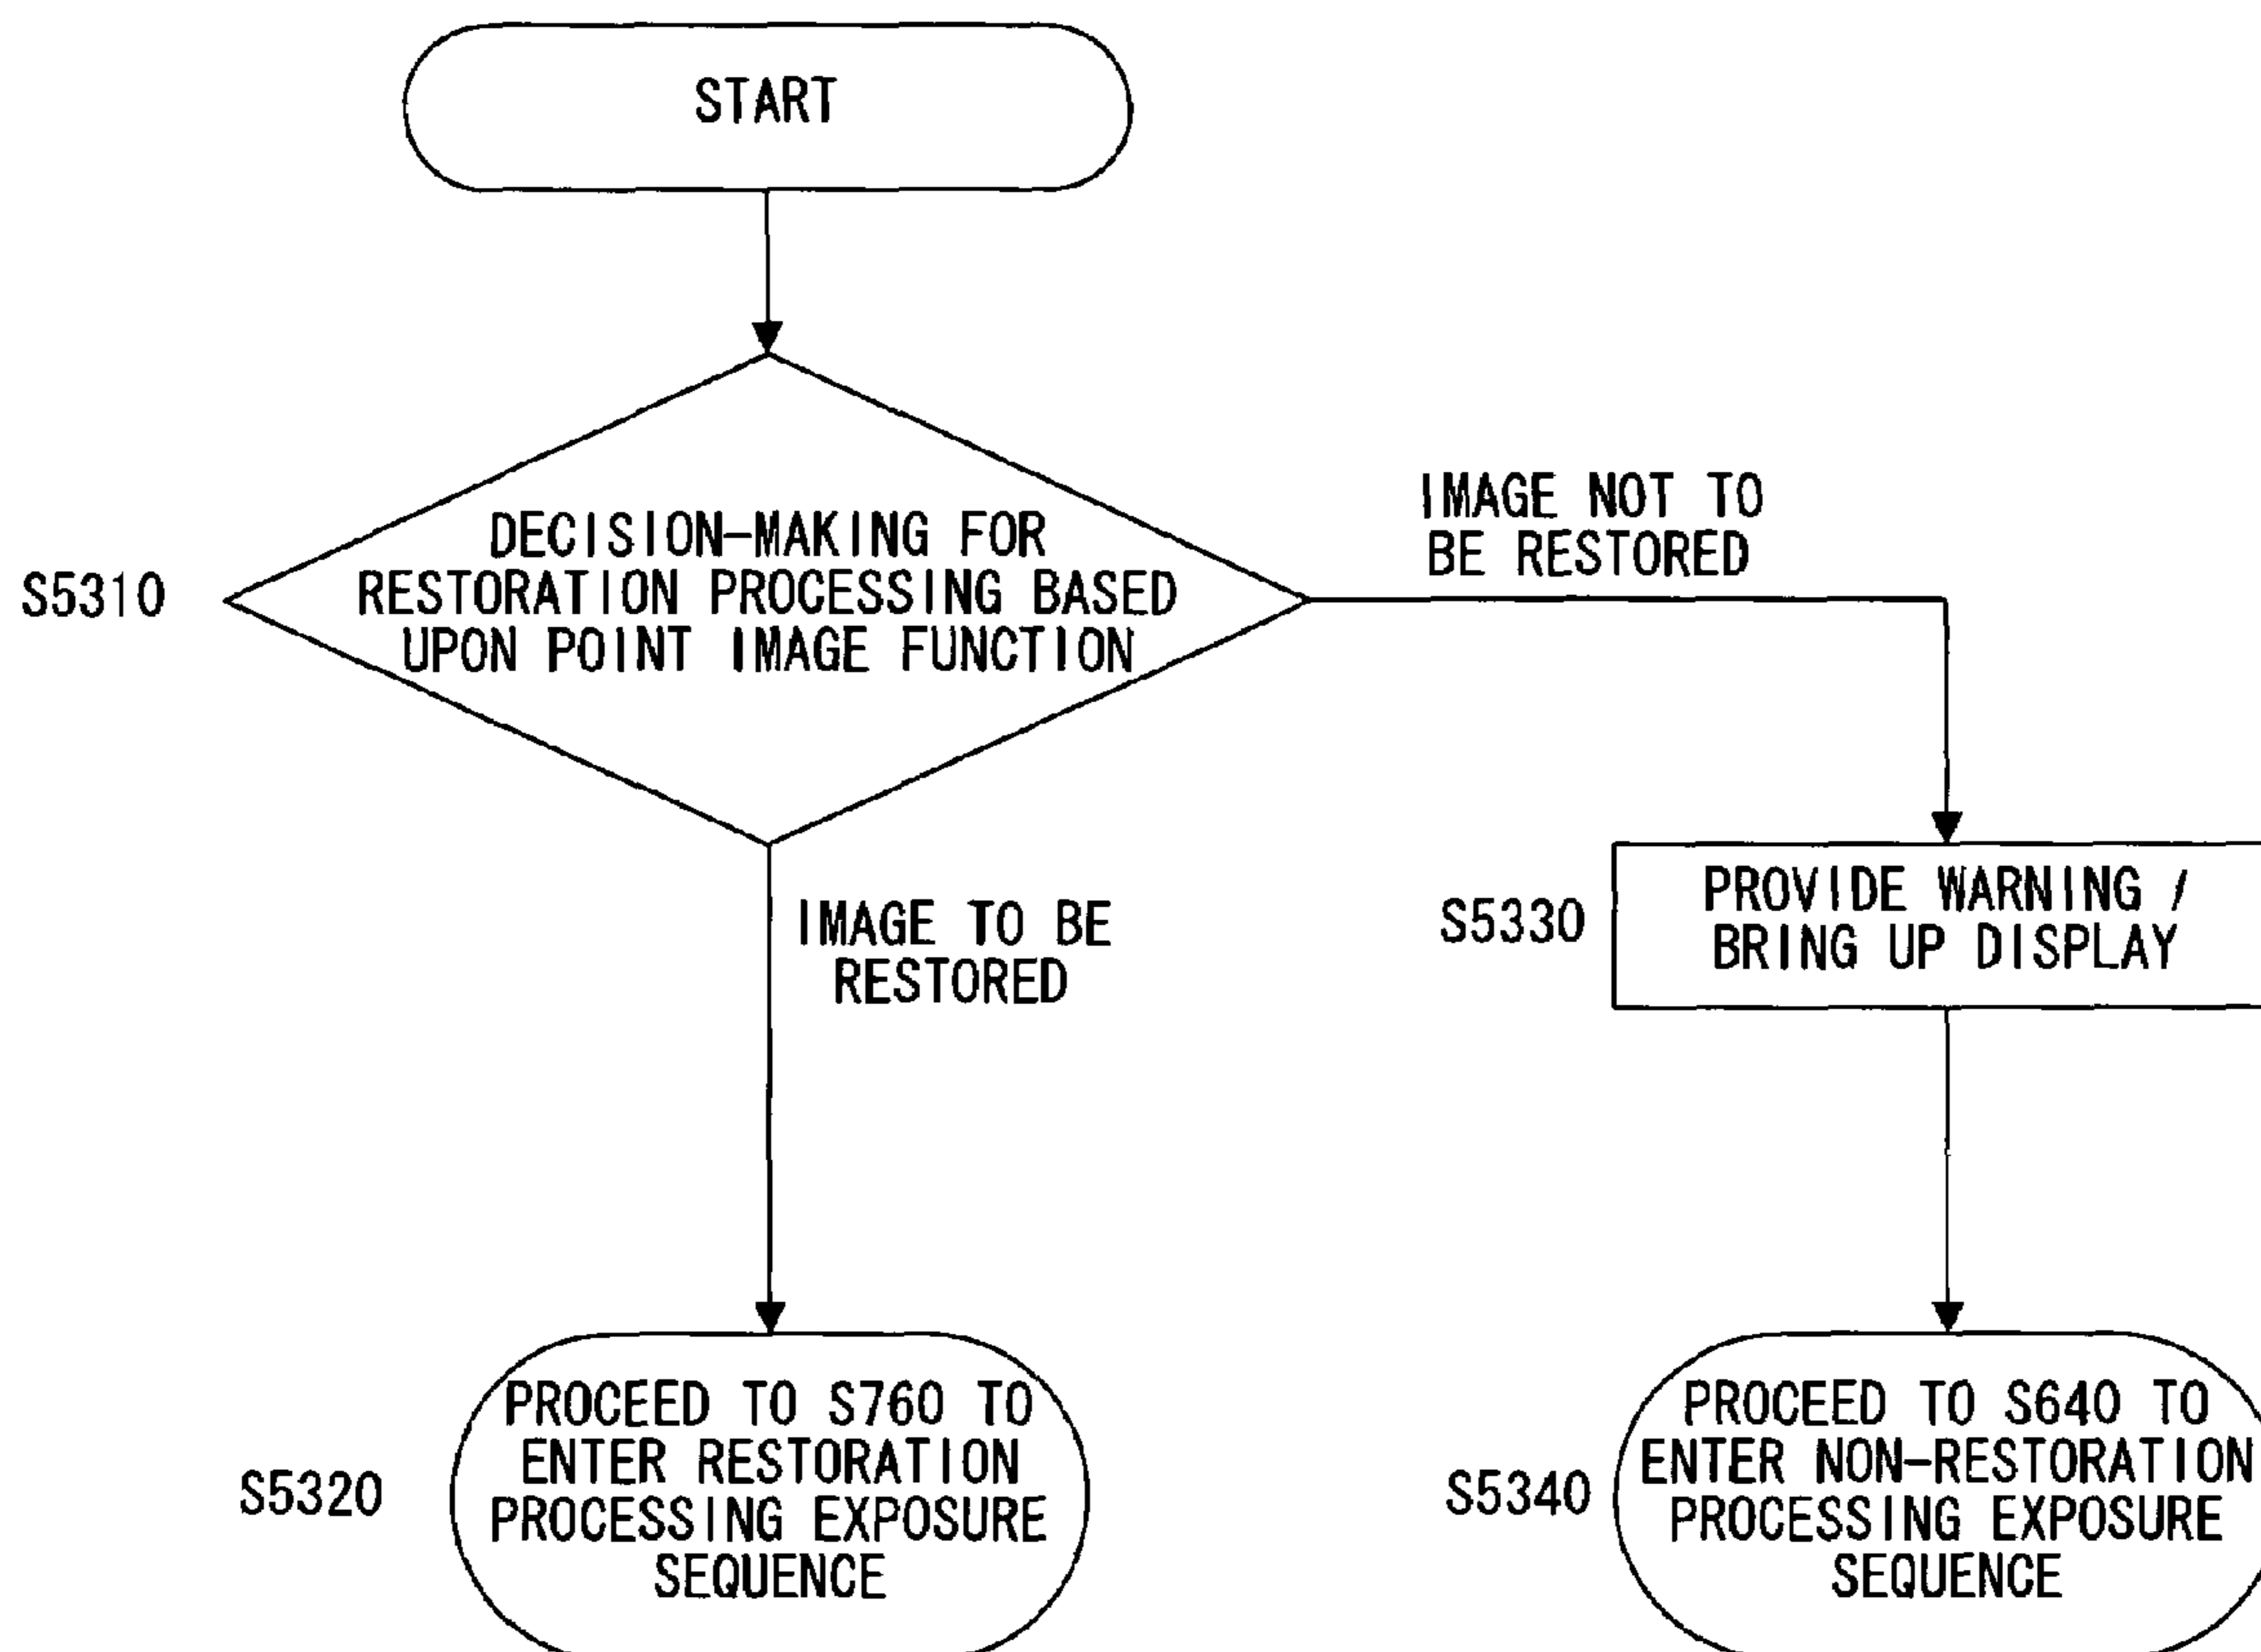 START
S5310
DECISION-MAKING FOR
RESTORATION PROCESSING BASED
UPON POINT IMAGE FUNCTION
IMAGE NOT TO
BE RESTORED
IMAGE TO BE
RESTORED
S5330
PROVIDE WARNING /
BRING UP DISPLAY
S5320
PROCEED TO S760 TO
ENTER RESTORATION
PROCESSING EXPOSURE
SEQUENCE
S5340
PROCEED TO S640 TO
ENTER NON-RESTORATION
PROCESSING EXPOSURE
SEQUENCE